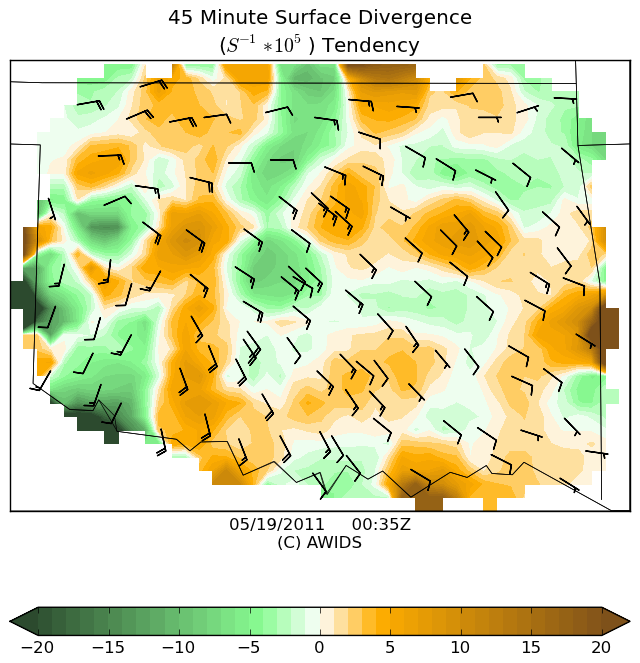 45 Minute Surface Divergence
(S⁻¹ *10⁵ ) Tendency
05/19/2011 00:35Z
(C) AWIDS
−20 −15 −10 −5 0 5 10 15 20